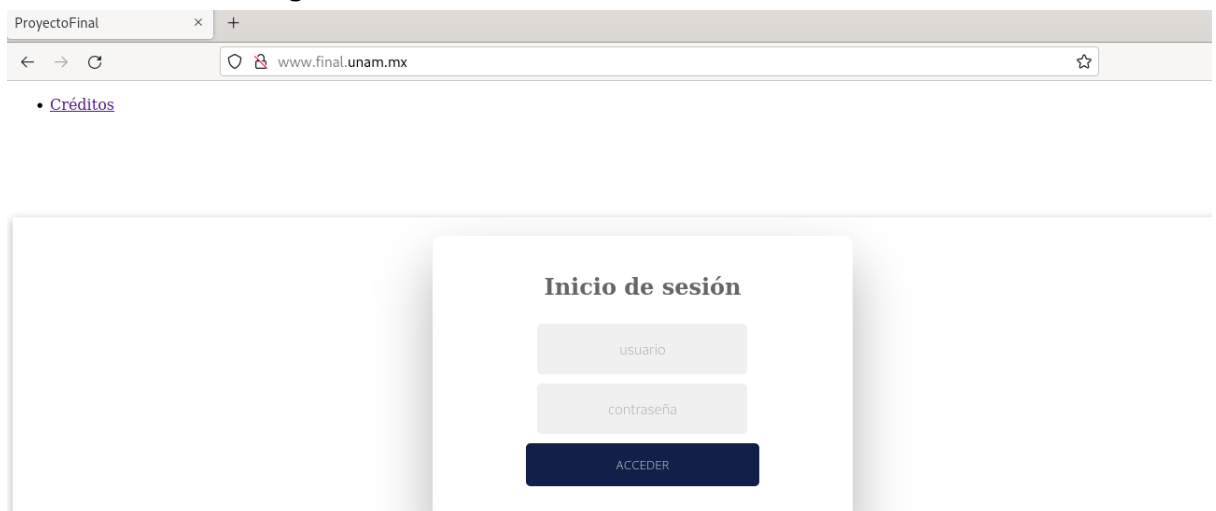 ProyectoFinal × +
www.final.unam.mx
• Créditos
Inicio de sesión
usuario
contraseña
ACCEDER